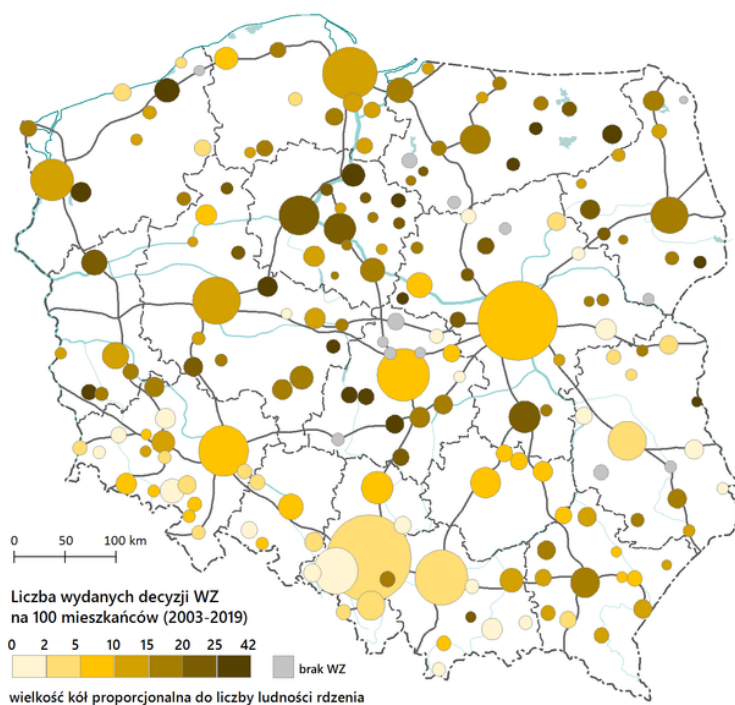 0 50 100 km
Liczba wydanych decyzji WZ
na 100 mieszkańców (2003-2019)
0 2 5 10 15 20 25 42
brak WZ
wielkość kół proporcjonalna do liczby ludności rdzenia